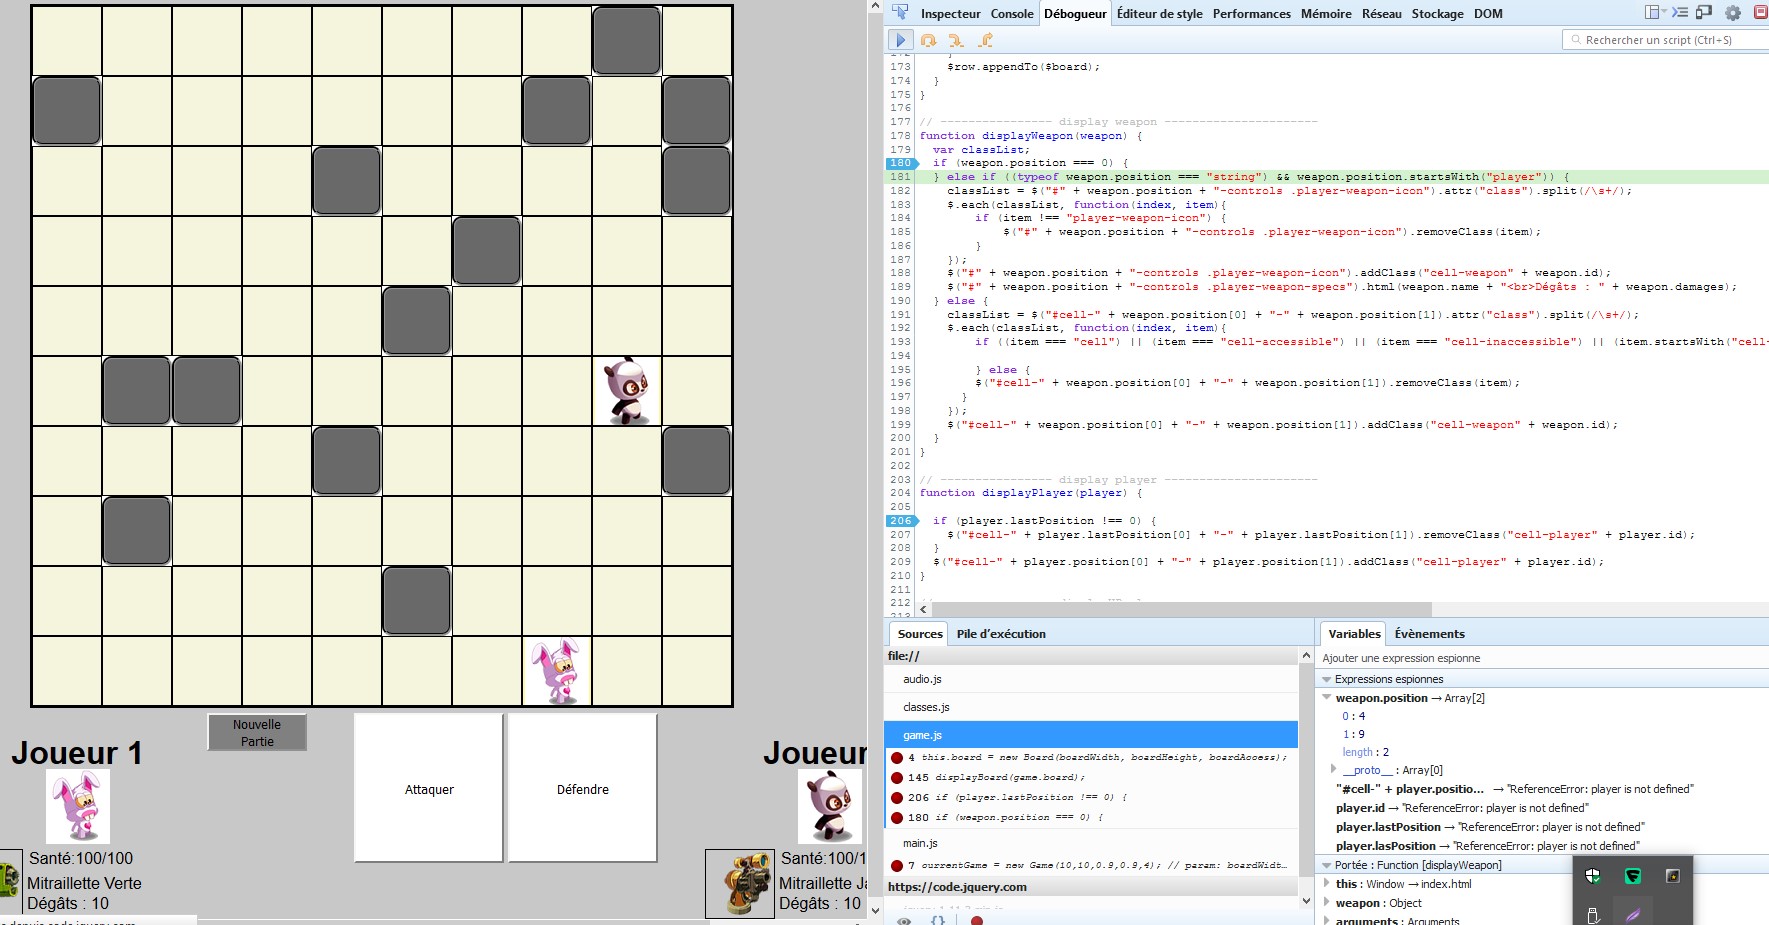 Inspecteur Console Débogueur Éditeur de style Performances Mémoire Réseau Stockage DOM
Rechercher un script (Ctrl+S)
173 $row.appendTo($board);
174 }
175 }
176
177 // ---------------- display weapon ----------------------
178 function displayWeapon(weapon) {
179 var classList;
180 if (weapon.position === 0) {
181 } else if ((typeof weapon.position === "string") && weapon.position.startsWith("player")) {
182 classList = $("#" + weapon.position + "-controls .player-weapon-icon").attr("class").split(/\s+/);
183 $.each(classList, function(index, item){
184 if (item !== "player-weapon-icon") {
185 $("#" + weapon.position + "-controls .player-weapon-icon").removeClass(item);
186 }
187 });
188 $("#" + weapon.position + "-controls .player-weapon-icon").addClass("cell-weapon" + weapon.id);
189 $("#" + weapon.position + "-controls .player-weapon-specs").html(weapon.name + "<br>Dégâts : " + weapon.damages);
190 } else {
191 classList = $("#cell-" + weapon.position[0] + "-" + weapon.position[1]).attr("class").split(/\s+/);
192 $.each(classList, function(index, item){
193 if ((item === "cell") || (item === "cell-accessible") || (item === "cell-inaccessible") || (item.startsWith("cell-
194
195 } else {
196 $("#cell-" + weapon.position[0] + "-" + weapon.position[1]).removeClass(item);
197 }
198 });
199 $("#cell-" + weapon.position[0] + "-" + weapon.position[1]).addClass("cell-weapon" + weapon.id);
200 }
201 }
202
203 // ---------------- display player ----------------------
204 function displayPlayer(player) {
205
206 if (player.lastPosition !== 0) {
207 $("#cell-" + player.lastPosition[0] + "-" + player.lastPosition[1]).removeClass("cell-player" + player.id);
208 }
209 $("#cell-" + player.position[0] + "-" + player.position[1]).addClass("cell-player" + player.id);
210 }
211
212
Sources Pile d'exécution
file://
audio.js
classes.js
game.js
4 this.board = new Board(boardWidth, boardHeight, boardAccess);
145 displayBoard(game.board);
206 if (player.lastPosition !== 0) {
180 if (weapon.position === 0) {
main.js
7 currentGame = new Game(10,10,0.9,0.9,4); // param: boardWidt...
https://code.jquery.com
{}
Variables Évènements
Ajouter une expression espionne
Expressions espionnes
weapon.position → Array[2]
0 : 4
1 : 9
length : 2
__proto__ : Array[0]
"#cell-" + player.positio... → "ReferenceError: player is not defined"
player.id → "ReferenceError: player is not defined"
player.lastPosition → "ReferenceError: player is not defined"
player.lasPosition → "ReferenceError: player is not defined"
Portée : Function [displayWeapon]
this : Window → index.html
weapon : Object
arguments : Arguments
Nouvelle
Partie
Attaquer
Défendre
Joueur 1
Santé:100/100
Mitraillette Verte
Dégâts : 10
Joueur
Santé:100/1
Mitraillette Ja
Dégâts : 10